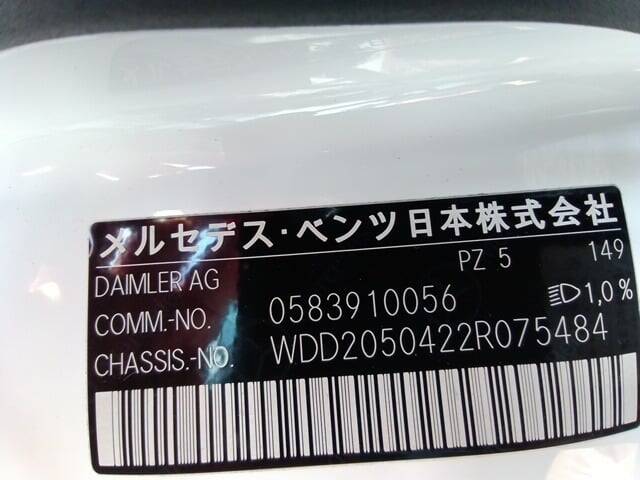 メルセデス・ベンツ日本株式会社
DAIMLER AG PZ 5 149
COMM.-NO. 0583910056 1,0 %
CHASSIS.-NO. WDD2050422R075484